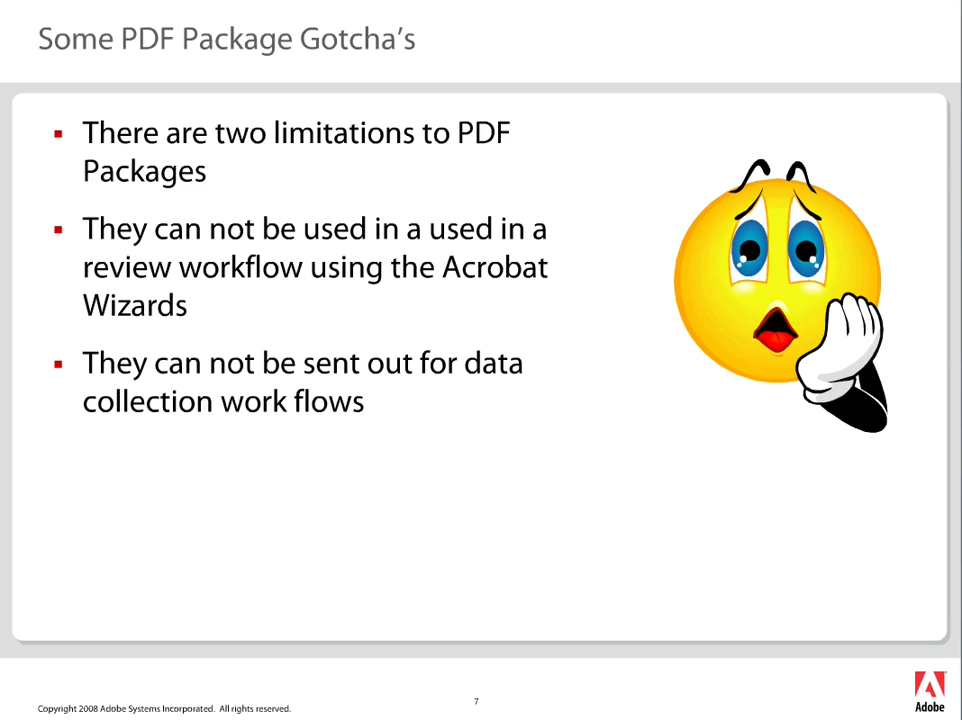 Some PDF Package Gotcha’s
▪ There are two limitations to PDF
Packages
▪ They can not be used in a used in a
review workflow using the Acrobat
Wizards
▪ They can not be sent out for data
collection work flows
Copyright 2008 Adobe Systems Incorporated. All rights reserved.
7
Adobe